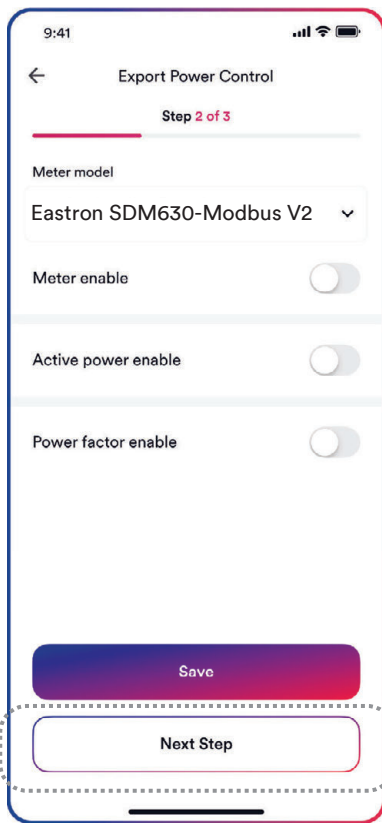 9:41
Export Power Control
Step 2 of 3
Meter model
Eastron SDM630-Modbus V2
Meter enable
Active power enable
Power factor enable
Save
Next Step